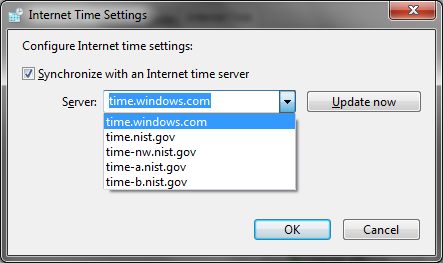 Internet Time Settings
Configure Internet time settings:
Synchronize with an Internet time server
Server: time.windows.com Update now
time.windows.com
time.nist.gov
time-nw.nist.gov
time-a.nist.gov
time-b.nist.gov
OK Cancel